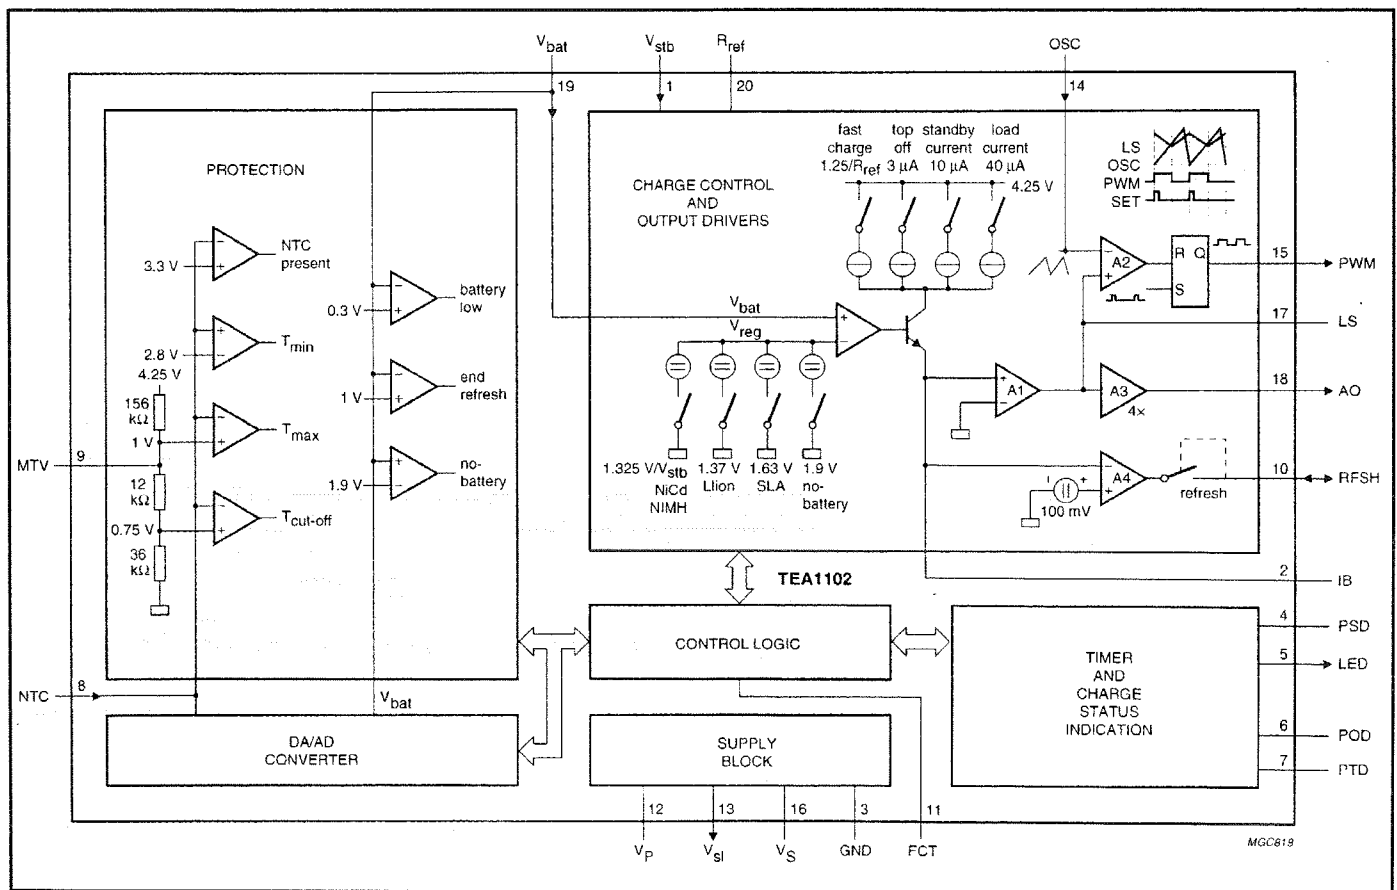 Vbat
Vstb
Rref
OSC
19
1
20
14
PROTECTION
NTC
present
3.3 V
Tmin
2.8 V
4.25 V
156
kΩ
1 V
Tmax
MTV
9
12
kΩ
0.75 V
Tcut-off
36
kΩ
battery
low
0.3 V
end
refresh
1 V
no-
battery
1.9 V
NTC
8
Vbat
DA/AD
CONVERTER
CHARGE CONTROL
AND
OUTPUT DRIVERS
fast
charge
1.25/Rref
top
off
3 µA
standby
current
10 µA
load
current
40 µA
4.25 V
LS
OSC
PWM
SET
A2
R Q
S
15
PWM
17
LS
Vbat
Vreg
A1
A3
4x
18
AO
1.325 V/Vstb
NiCd
NIMH
1.37 V
LIion
1.63 V
SLA
1.9 V
no-
battery
A4
100 mV
refresh
10
RFSH
TEA1102
2
IB
CONTROL LOGIC
TIMER
AND
CHARGE
STATUS
INDICATION
4
PSD
5
LED
6
POD
7
PTD
SUPPLY
BLOCK
12
13
16
3
11
VP
Vsl
VS
GND
FCT
MGC819